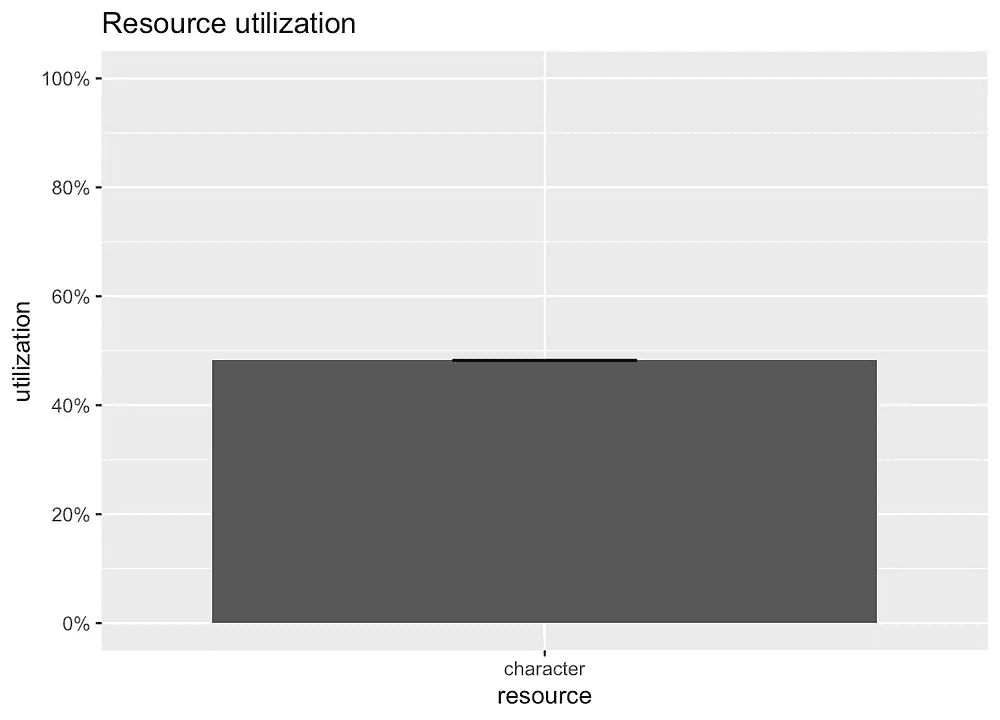 Resource utilization
100%
80%
60%
40%
20%
0%
utilization
character
resource